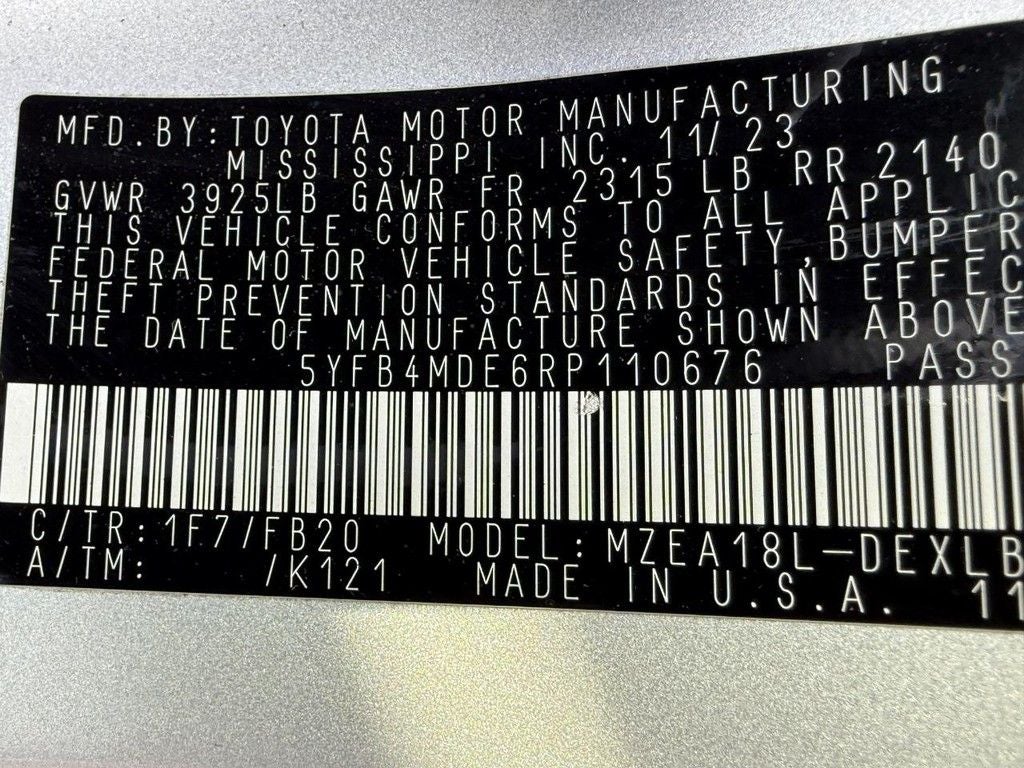 MFD.BY:TOYOTA MOTOR MANUFACTURING
MISSISSIPPI INC. 11/23
GVWR 3925LB GAWR FR 2315 LB RR 2140
THIS VEHICLE CONFORMS TO ALL APPLIC
FEDERAL MOTOR VEHICLE SAFETY,BUMPER
THEFT PREVENTION STANDARDS IN EFFEC
THE DATE OF MANUFACTURE SHOWN ABOVE
5YFB4MDE6RP110676 PASS
C/TR:1F7/FB20 MODEL:MZEA18L-DEXLB
A/TM: /K121 MADE IN U.S.A. 11